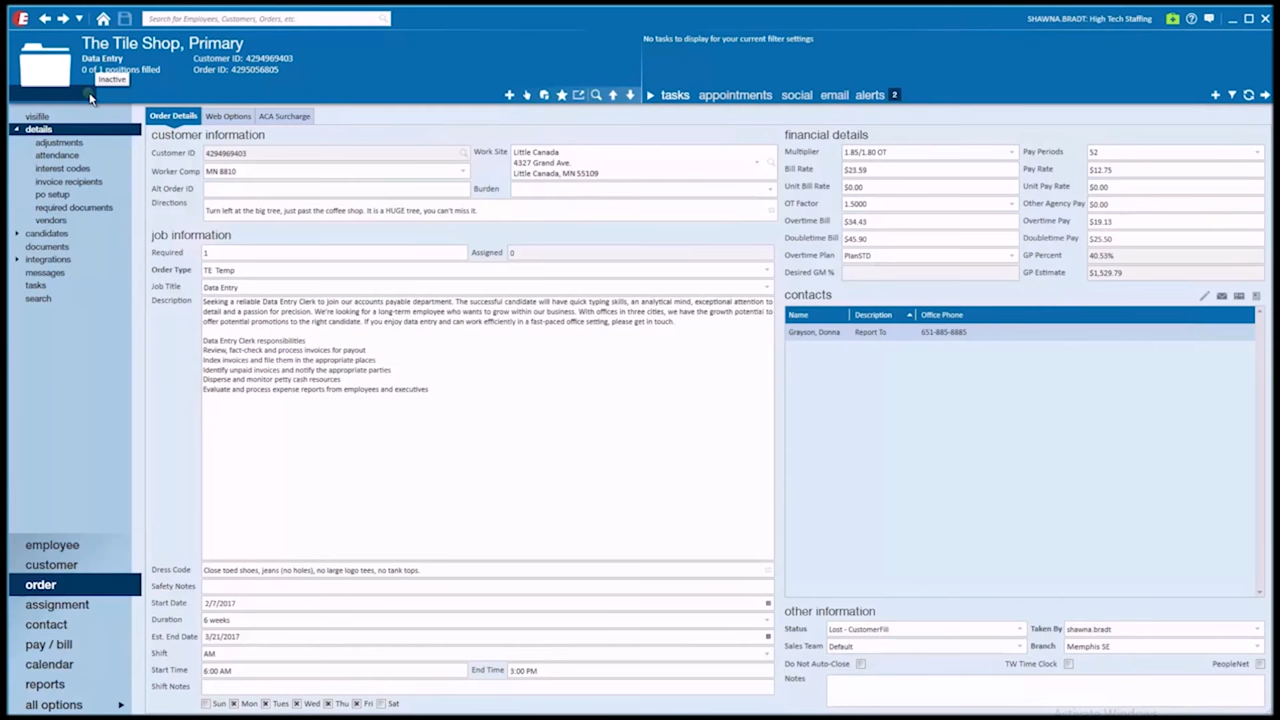 Search for Employees, Customers, Orders, etc.
SHAWNA.BRADT: High Tech Staffing
The Tile Shop, Primary
Data Entry
Customer ID: 4294969403
0 of 1 positions filled
Order ID: 4295056805
Inactive
No tasks to display for your current filter settings
tasks appointments social email alerts 2
visifile
details
adjustments
attendance
interest codes
invoice recipients
po setup
required documents
vendors
candidates
documents
integrations
messages
tasks
search
employee
customer
order
assignment
contact
pay / bill
calendar
reports
all options
Order Details Web Options ACA Surcharge
customer information
Customer ID 4294969403
Work Site Little Canada
4327 Grand Ave.
Little Canada, MN 55109
Worker Comp MN 8810
Alt Order ID
Burden
Directions Turn left at the big tree, just past the coffee shop. It is a HUGE tree, you can't miss it.
job information
Required 1 Assigned 0
Order Type TE Temp
Job Title Data Entry
Description Seeking a reliable Data Entry Clerk to join our accounts payable department. The successful candidate will have quick typing skills, an analytical mind, exceptional attention to
detail and a passion for precision. We're looking for a long-term employee who wants to grow within our business. With offices in three cities, we have the growth potential to
offer potential promotions to the right candidate. If you enjoy data entry and can work efficiently in a fast-paced office setting, please get in touch.
Data Entry Clerk responsibilities
Review, fact-check and process invoices for payout
Index invoices and file them in the appropriate places
Identify unpaid invoices and notify the appropriate parties
Disperse and monitor petty cash resources
Evaluate and process expense reports from employees and executives
Dress Code Close toed shoes, jeans (no holes), no large logo tees, no tank tops.
Safety Notes
Start Date 2/7/2017
Duration 6 weeks
Est. End Date 3/21/2017
Shift AM
Start Time 6:00 AM End Time 3:00 PM
Shift Notes
Sun Mon Tues Wed Thu Fri Sat
financial details
Multiplier 1.85/1.80 OT Pay Periods 52
Bill Rate $23.59 Pay Rate $12.75
Unit Bill Rate $0.00 Unit Pay Rate $0.00
OT Factor 1.5000 Other Agency Pay $0.00
Overtime Bill $34.43 Overtime Pay $19.13
Doubletime Bill $45.90 Doubletime Pay $25.50
Overtime Plan PlanSTD GP Percent 40.53%
Desired GM % GP Estimate $1,529.79
contacts
Name Description Office Phone
Grayson, Donna Report To 651-885-8885
other information
Status Lost - CustomerFill Taken By shawna.bradt
Sales Team Default Branch Memphis SE
Do Not Auto-Close TW Time Clock PeopleNet
Notes
Activate Windows